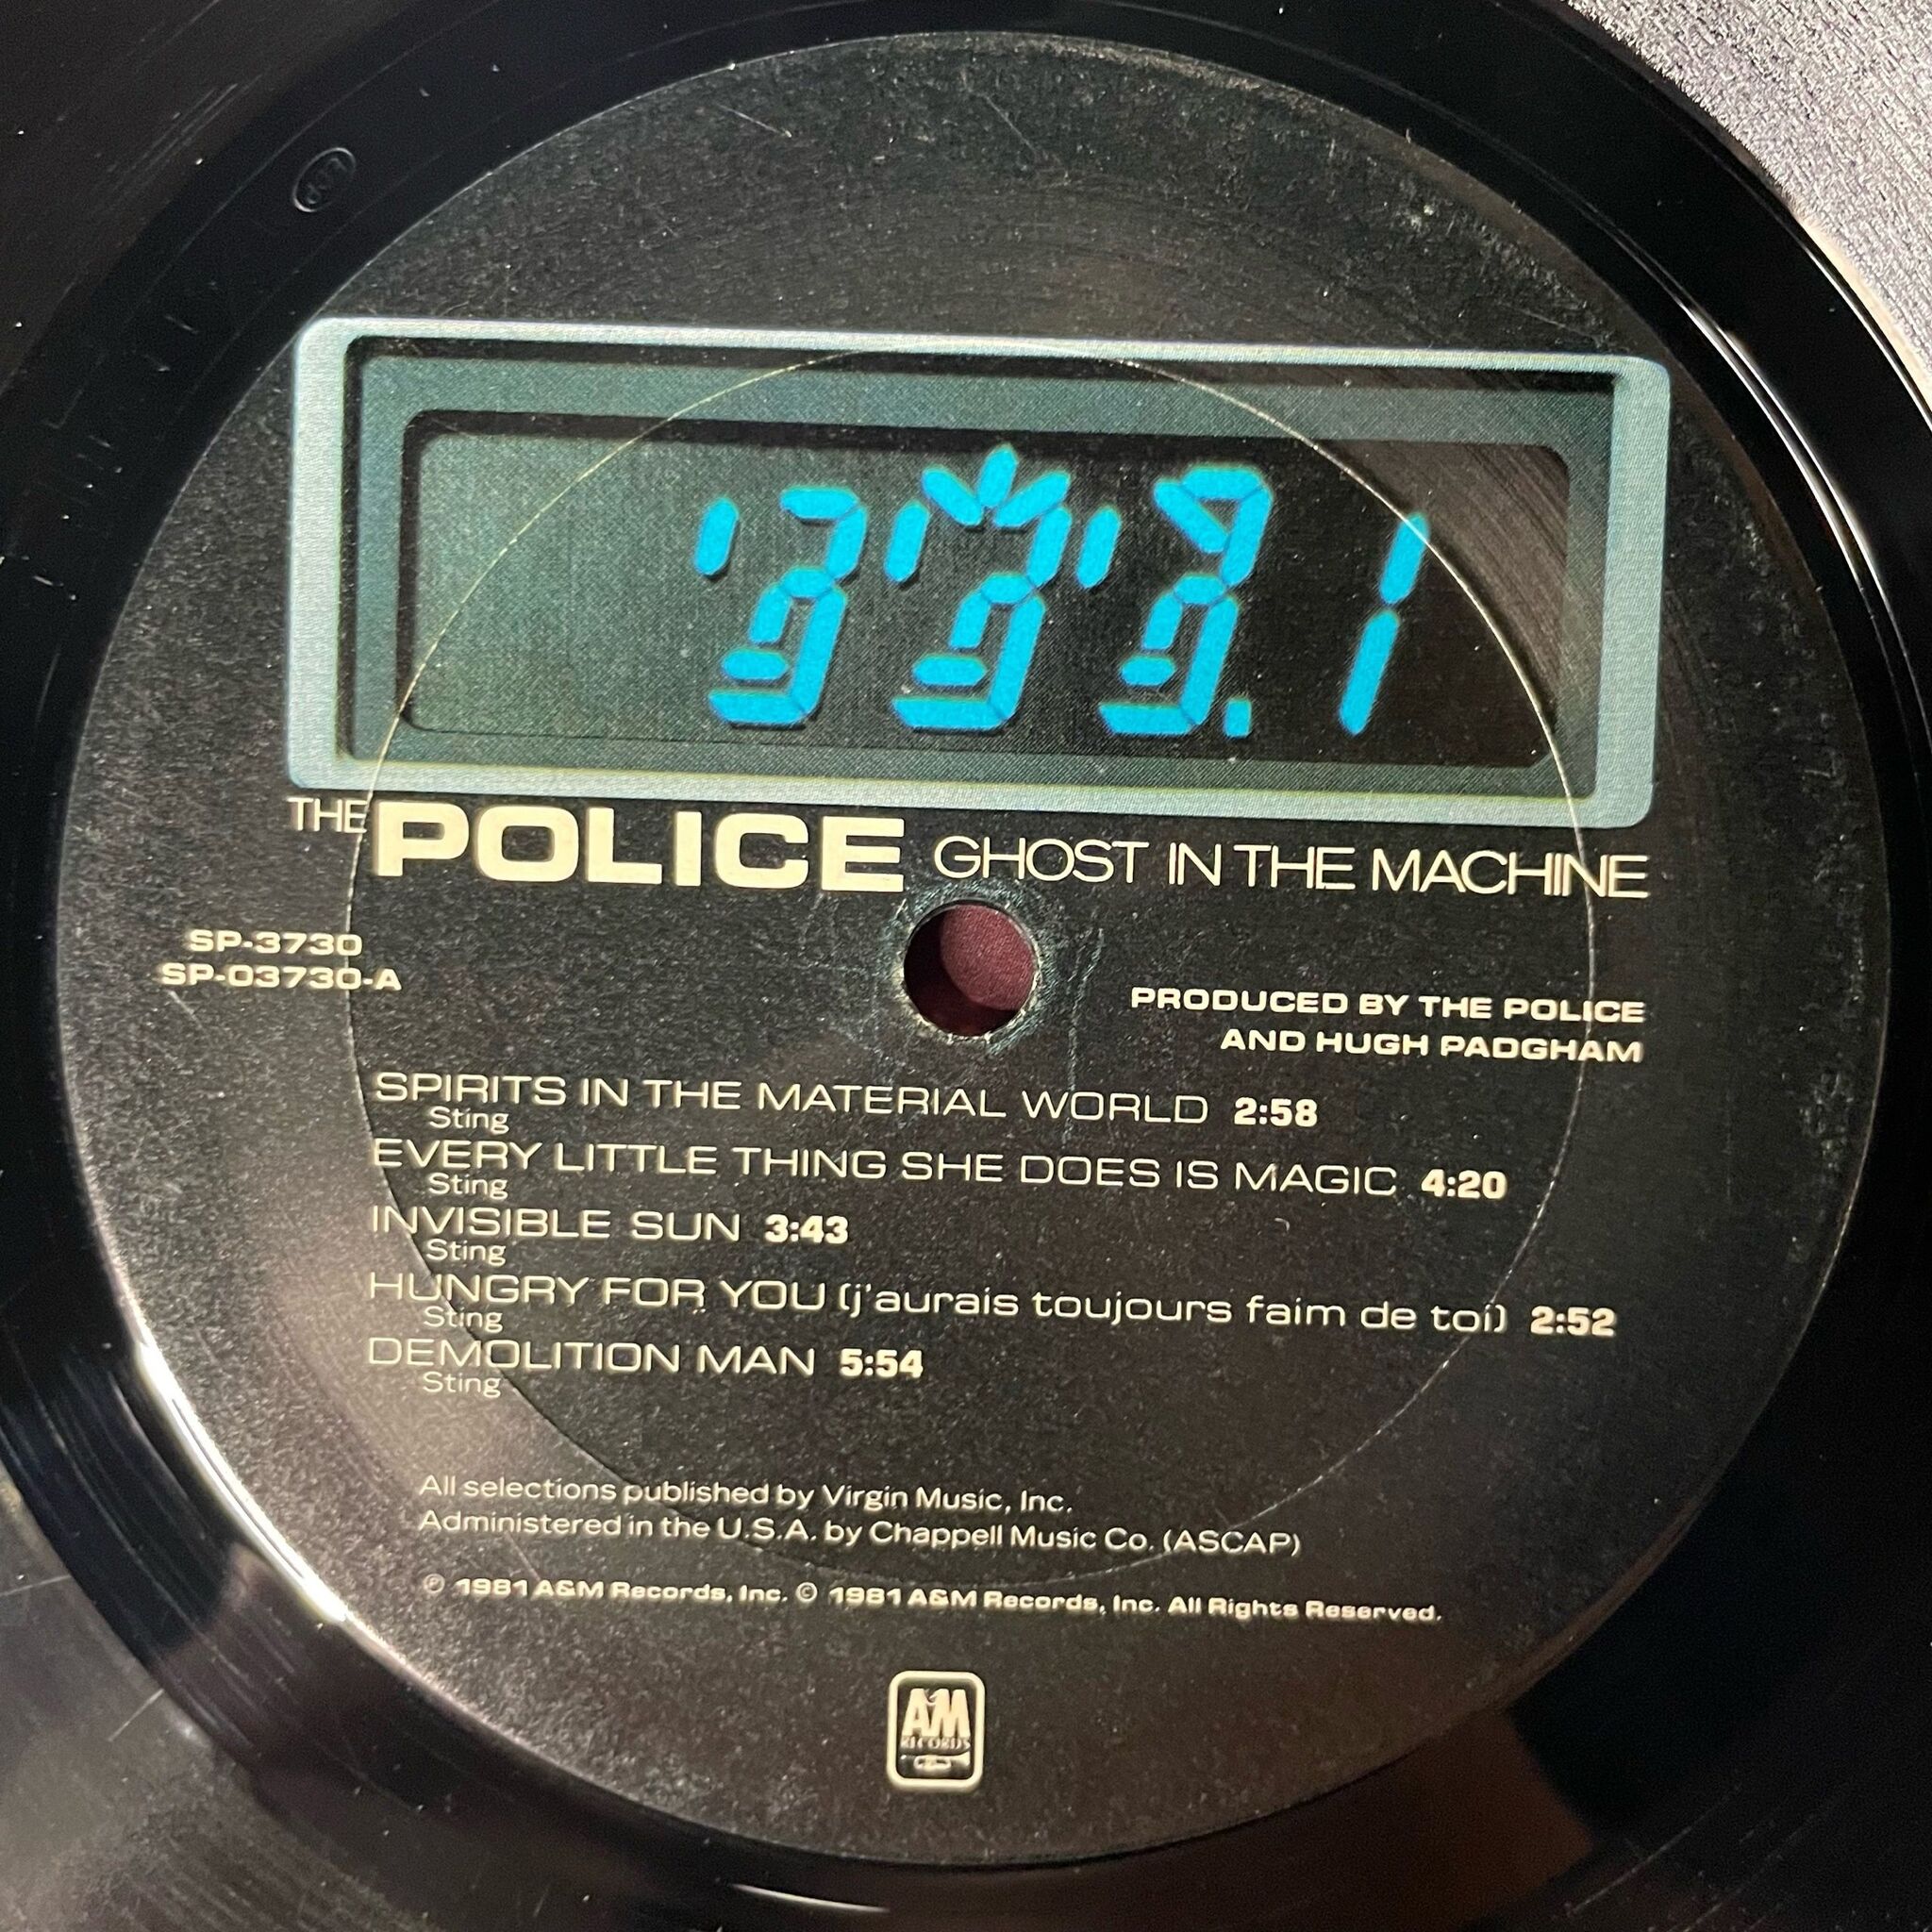 .1
THE POLICE GHOST IN THE MACHINE
SP-3730
SP-03730-A
PRODUCED BY THE POLICE
AND HUGH PADGHAM
SPIRITS IN THE MATERIAL WORLD 2:58
Sting
EVERY LITTLE THING SHE DOES IS MAGIC 4:20
Sting
INVISIBLE SUN 3:43
Sting
HUNGRY FOR YOU (j'aurais toujours faim de toi) 2:52
Sting
DEMOLITION MAN 5:54
Sting
All selections published by Virgin Music, Inc.
Administered in the U.S.A. by Chappell Music Co. (ASCAP)
℗ 1981 A&M Records, Inc. © 1981 A&M Records, Inc. All Rights Reserved.
A&M
RECORDS